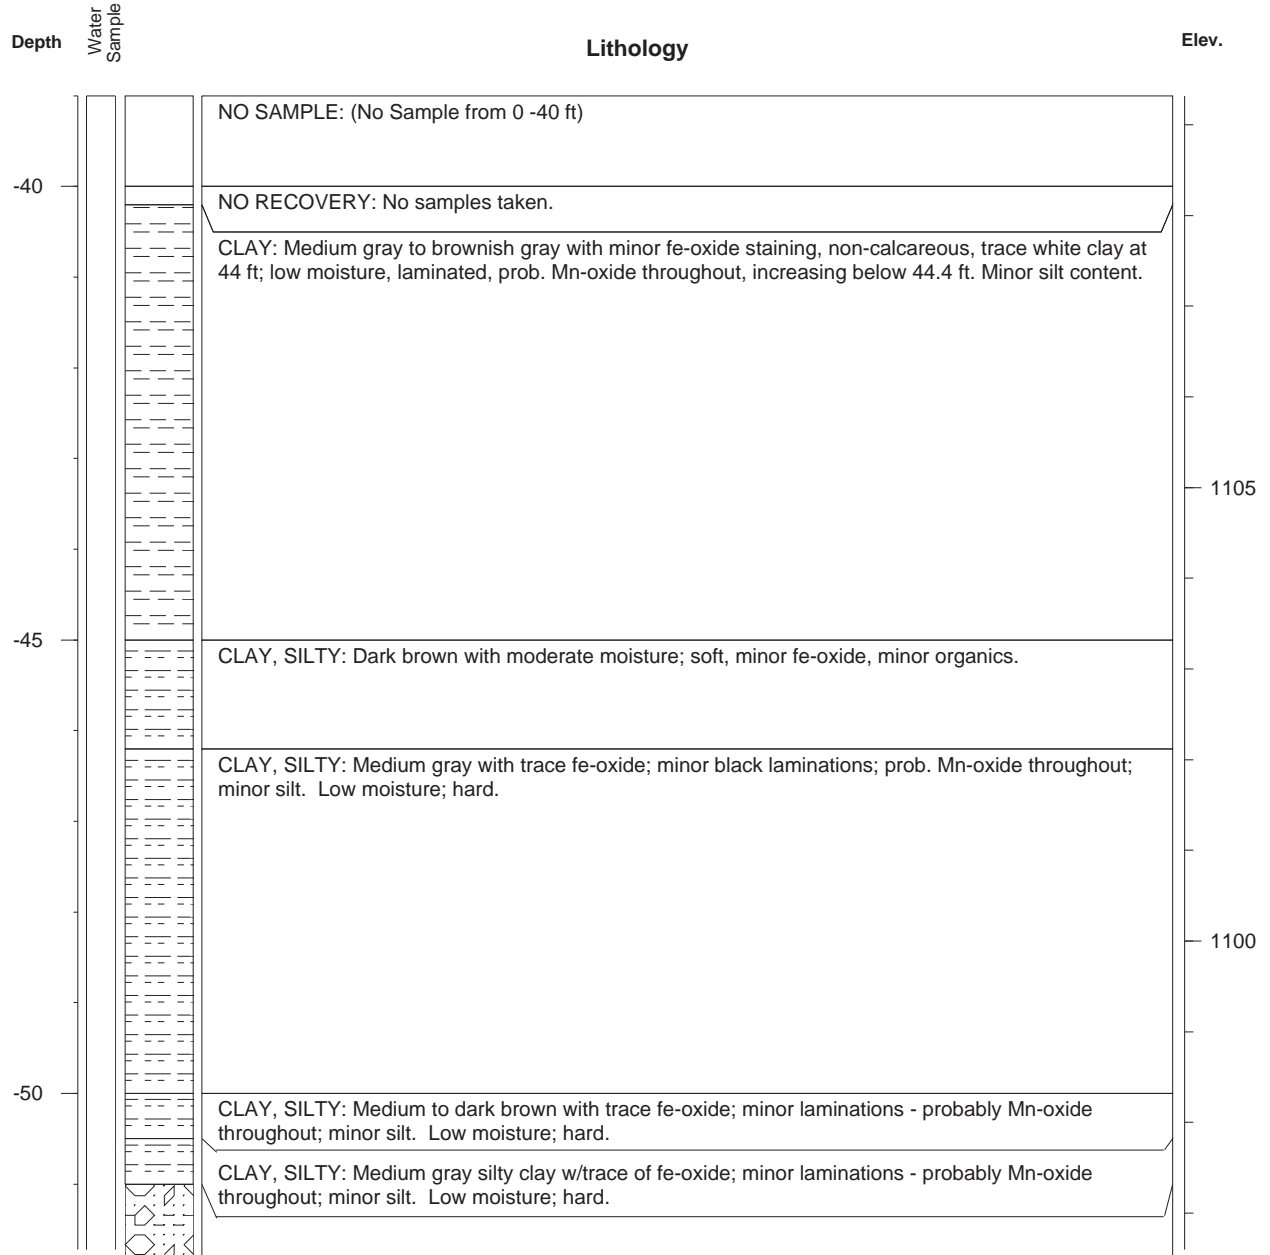 Depth
Water
Sample
Lithology
Elev.
NO SAMPLE: (No Sample from 0 -40 ft)
-40
NO RECOVERY: No samples taken.
CLAY: Medium gray to brownish gray with minor fe-oxide staining, non-calcareous, trace white clay at
44 ft; low moisture, laminated, prob. Mn-oxide throughout, increasing below 44.4 ft. Minor silt content.
1105
-45
CLAY, SILTY: Dark brown with moderate moisture; soft, minor fe-oxide, minor organics.
CLAY, SILTY: Medium gray with trace fe-oxide; minor black laminations; prob. Mn-oxide throughout;
minor silt.  Low moisture; hard.
1100
-50
CLAY, SILTY: Medium to dark brown with trace fe-oxide; minor laminations - probably Mn-oxide
throughout; minor silt.  Low moisture; hard.
CLAY, SILTY: Medium gray silty clay w/trace of fe-oxide; minor laminations - probably Mn-oxide
throughout; minor silt.  Low moisture; hard.